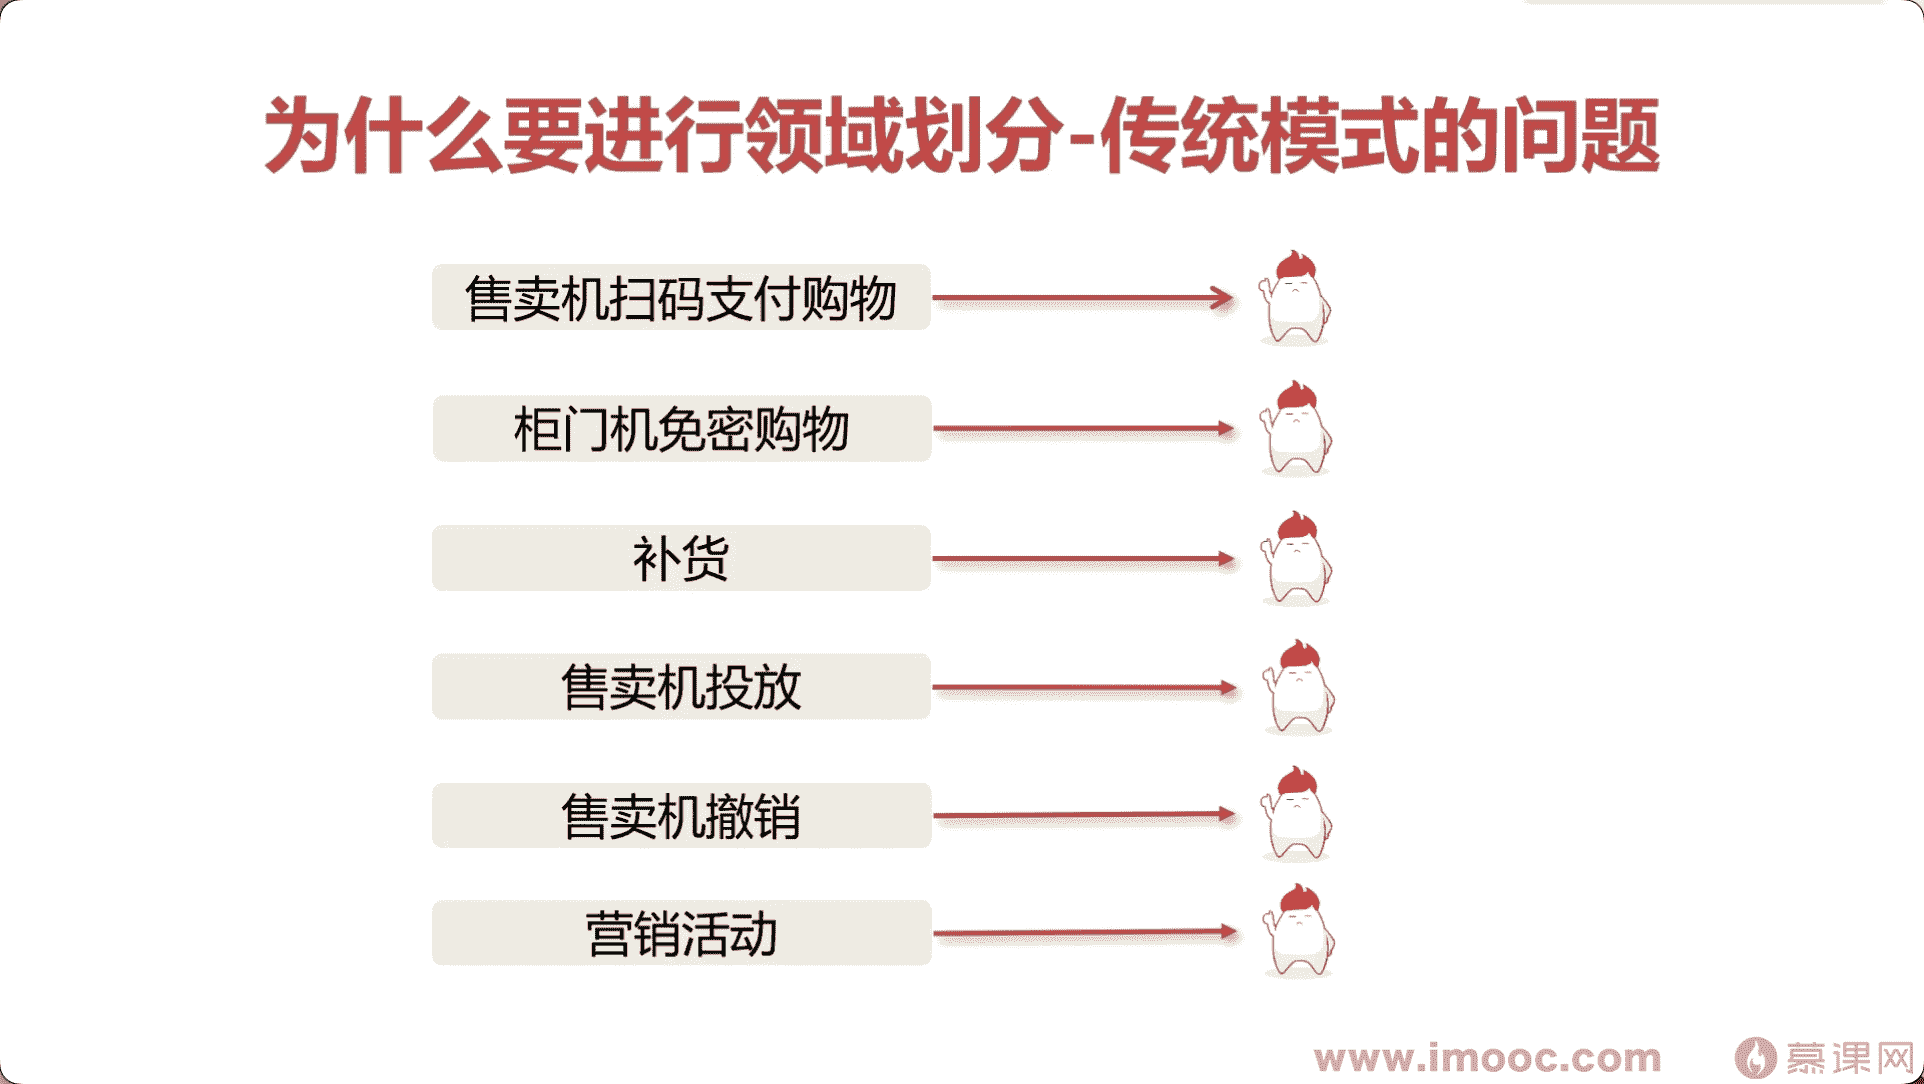 为什么要进行领域划分-传统模式的问题
售卖机扫码支付购物
柜门机免密购物
补货
售卖机投放
售卖机撤销
营销活动
www.imooc.com 慕课网